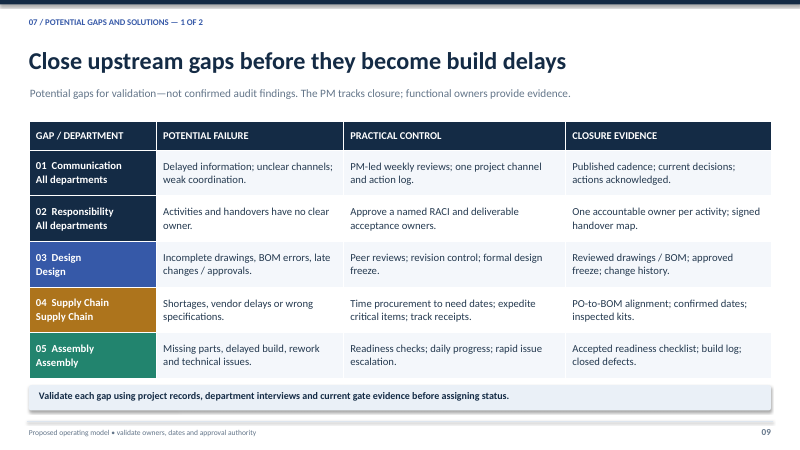 07 / POTENTIAL GAPS AND SOLUTIONS — 1 OF 2
Close upstream gaps before they become build delays
Potential gaps for validation—not confirmed audit findings. The PM tracks closure; functional owners provide evidence.
GAP / DEPARTMENT
POTENTIAL FAILURE
PRACTICAL CONTROL
CLOSURE EVIDENCE
01 Communication
All departments
Delayed information; unclear channels;
weak coordination.
PM-led weekly reviews; one project channel
and action log.
Published cadence; current decisions;
actions acknowledged.
02 Responsibility
All departments
Activities and handovers have no clear
owner.
Approve a named RACI and deliverable
acceptance owners.
One accountable owner per activity; signed
handover map.
03 Design
Design
Incomplete drawings, BOM errors, late
changes / approvals.
Peer reviews; revision control; formal design
freeze.
Reviewed drawings / BOM; approved
freeze; change history.
04 Supply Chain
Supply Chain
Shortages, vendor delays or wrong
specifications.
Time procurement to need dates; expedite
critical items; track receipts.
PO-to-BOM alignment; confirmed dates;
inspected kits.
05 Assembly
Assembly
Missing parts, delayed build, rework
and technical issues.
Readiness checks; daily progress; rapid issue
escalation.
Accepted readiness checklist; build log;
closed defects.
Validate each gap using project records, department interviews and current gate evidence before assigning status.
Proposed operating model • validate owners, dates and approval authority
09